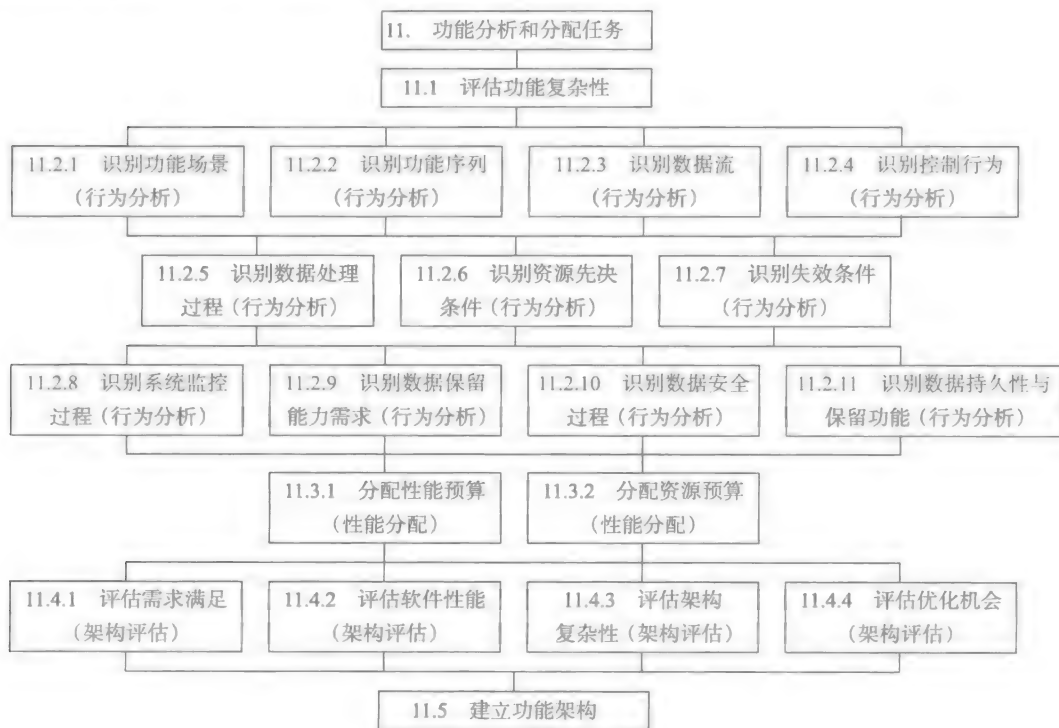 11. 功能分析和分配任务
11.1 评估功能复杂性
11.2.1 识别功能场景
(行为分析)
11.2.2 识别功能序列
(行为分析)
11.2.3 识别数据流
(行为分析)
11.2.4 识别控制行为
(行为分析)
11.2.5 识别数据处理
过程(行为分析)
11.2.6 识别资源先决
条件(行为分析)
11.2.7 识别失效条件
(行为分析)
11.2.8 识别系统监控
过程(行为分析)
11.2.9 识别数据保留
能力需求(行为分析)
11.2.10 识别数据安全
过程(行为分析)
11.2.11 识别数据持久性与
保留功能(行为分析)
11.3.1 分配性能预算
(性能分配)
11.3.2 分配资源预算
(性能分配)
11.4.1 评估需求满足
(架构评估)
11.4.2 评估软件性能
(架构评估)
11.4.3 评估架构
复杂性(架构评估)
11.4.4 评估优化机会
(架构评估)
11.5 建立功能架构